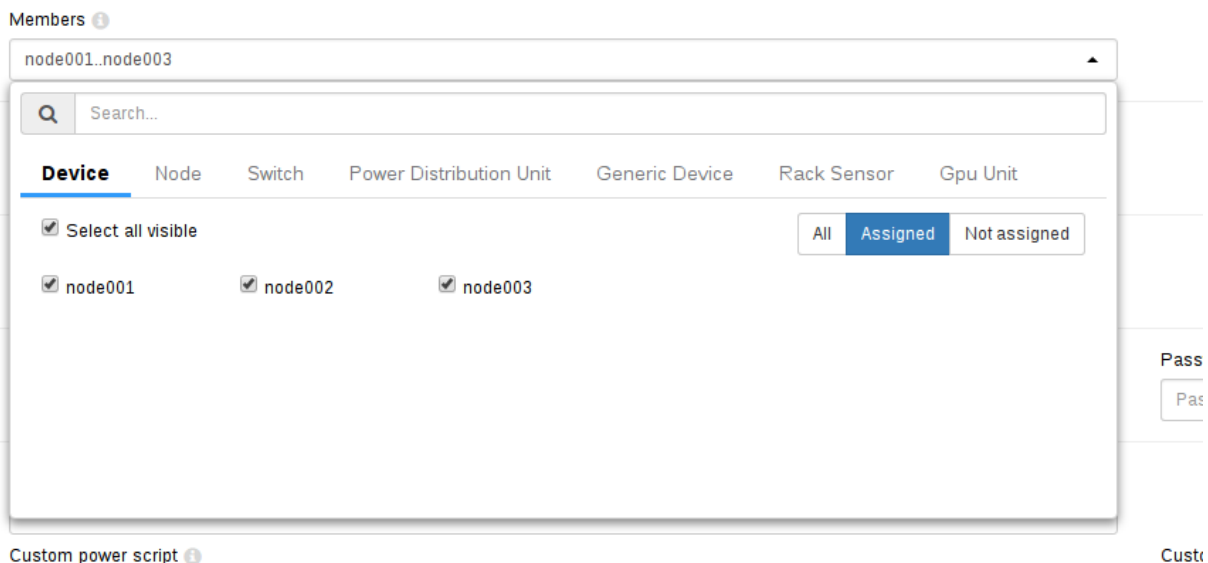 Members
node001..node003
Search...
Device Node Switch Power Distribution Unit Generic Device Rack Sensor Gpu Unit
Select all visible All Assigned Not assigned
node001 node002 node003
Pass
Pas
Custom power script Custo